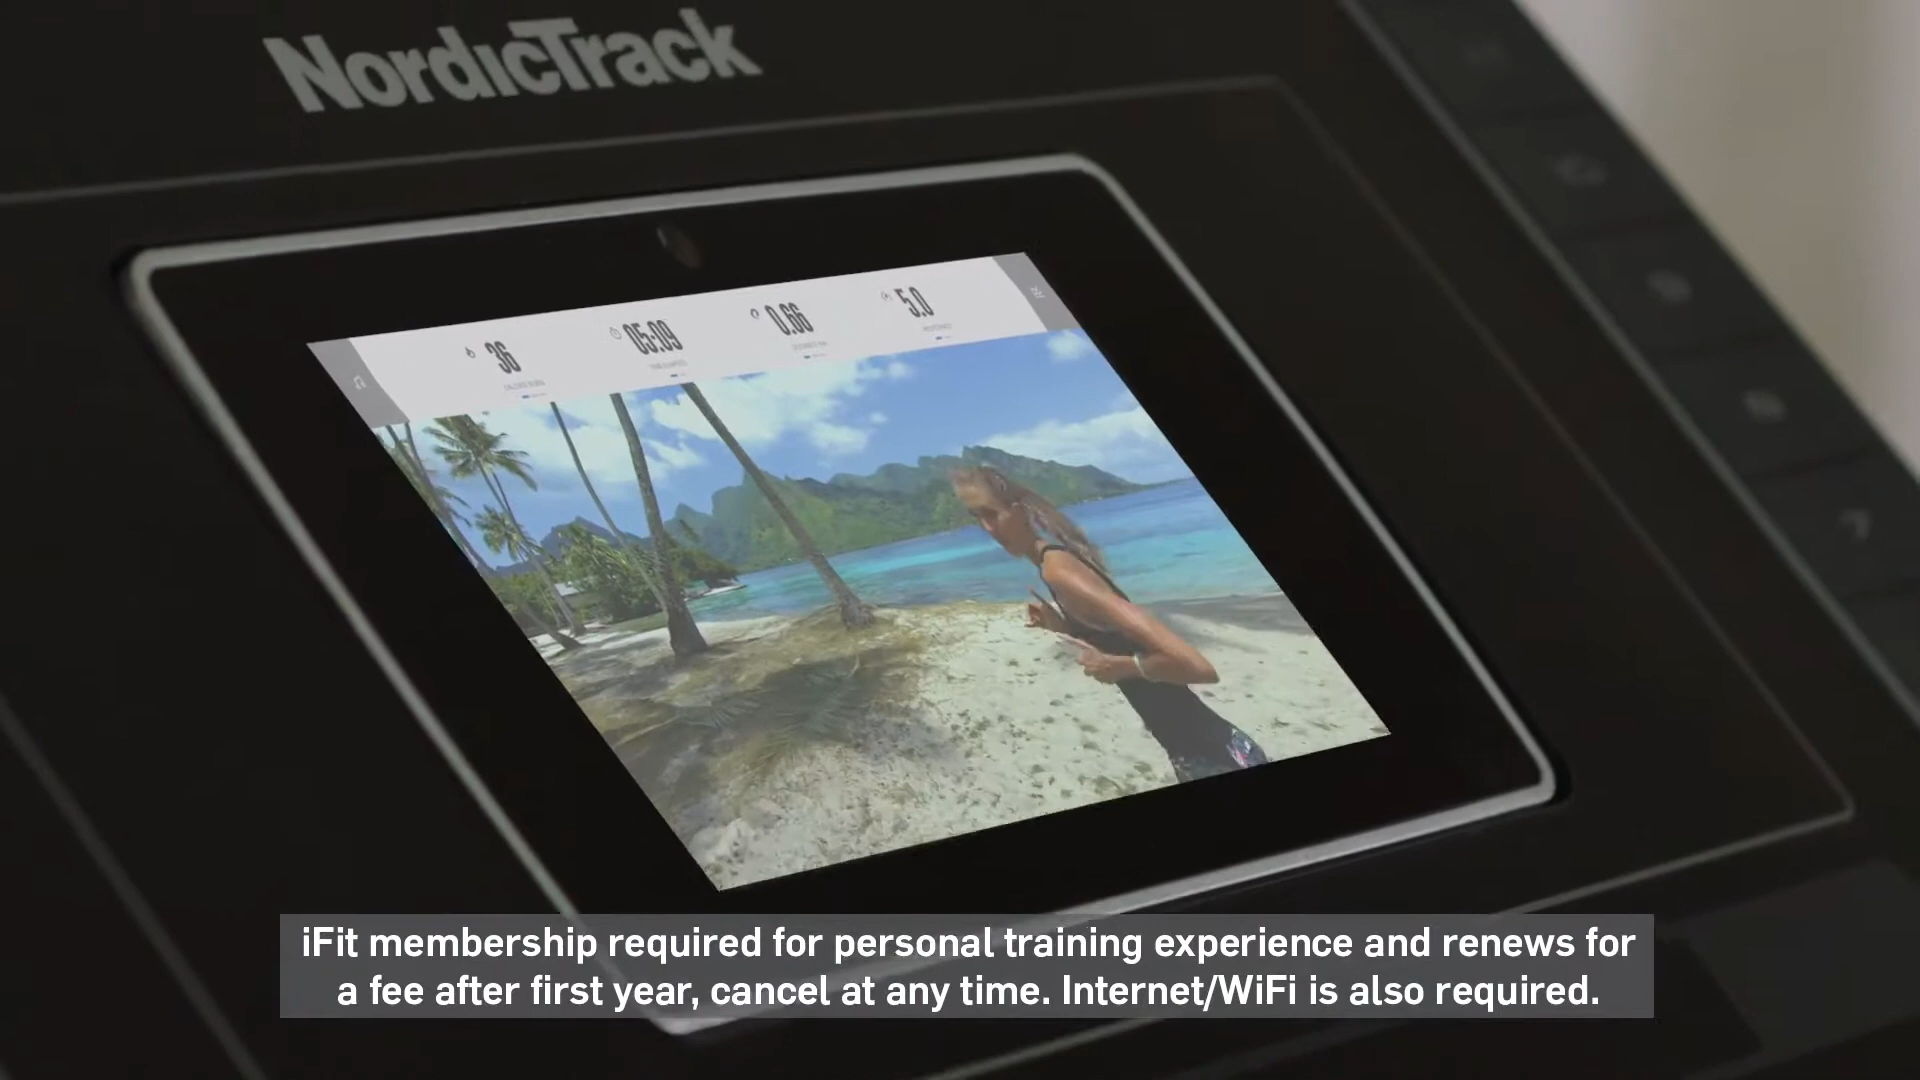 NordicTrack
36
05:09
0.66
5.0
iFit membership required for personal training experience and renews for
a fee after first year, cancel at any time. Internet/WiFi is also required.